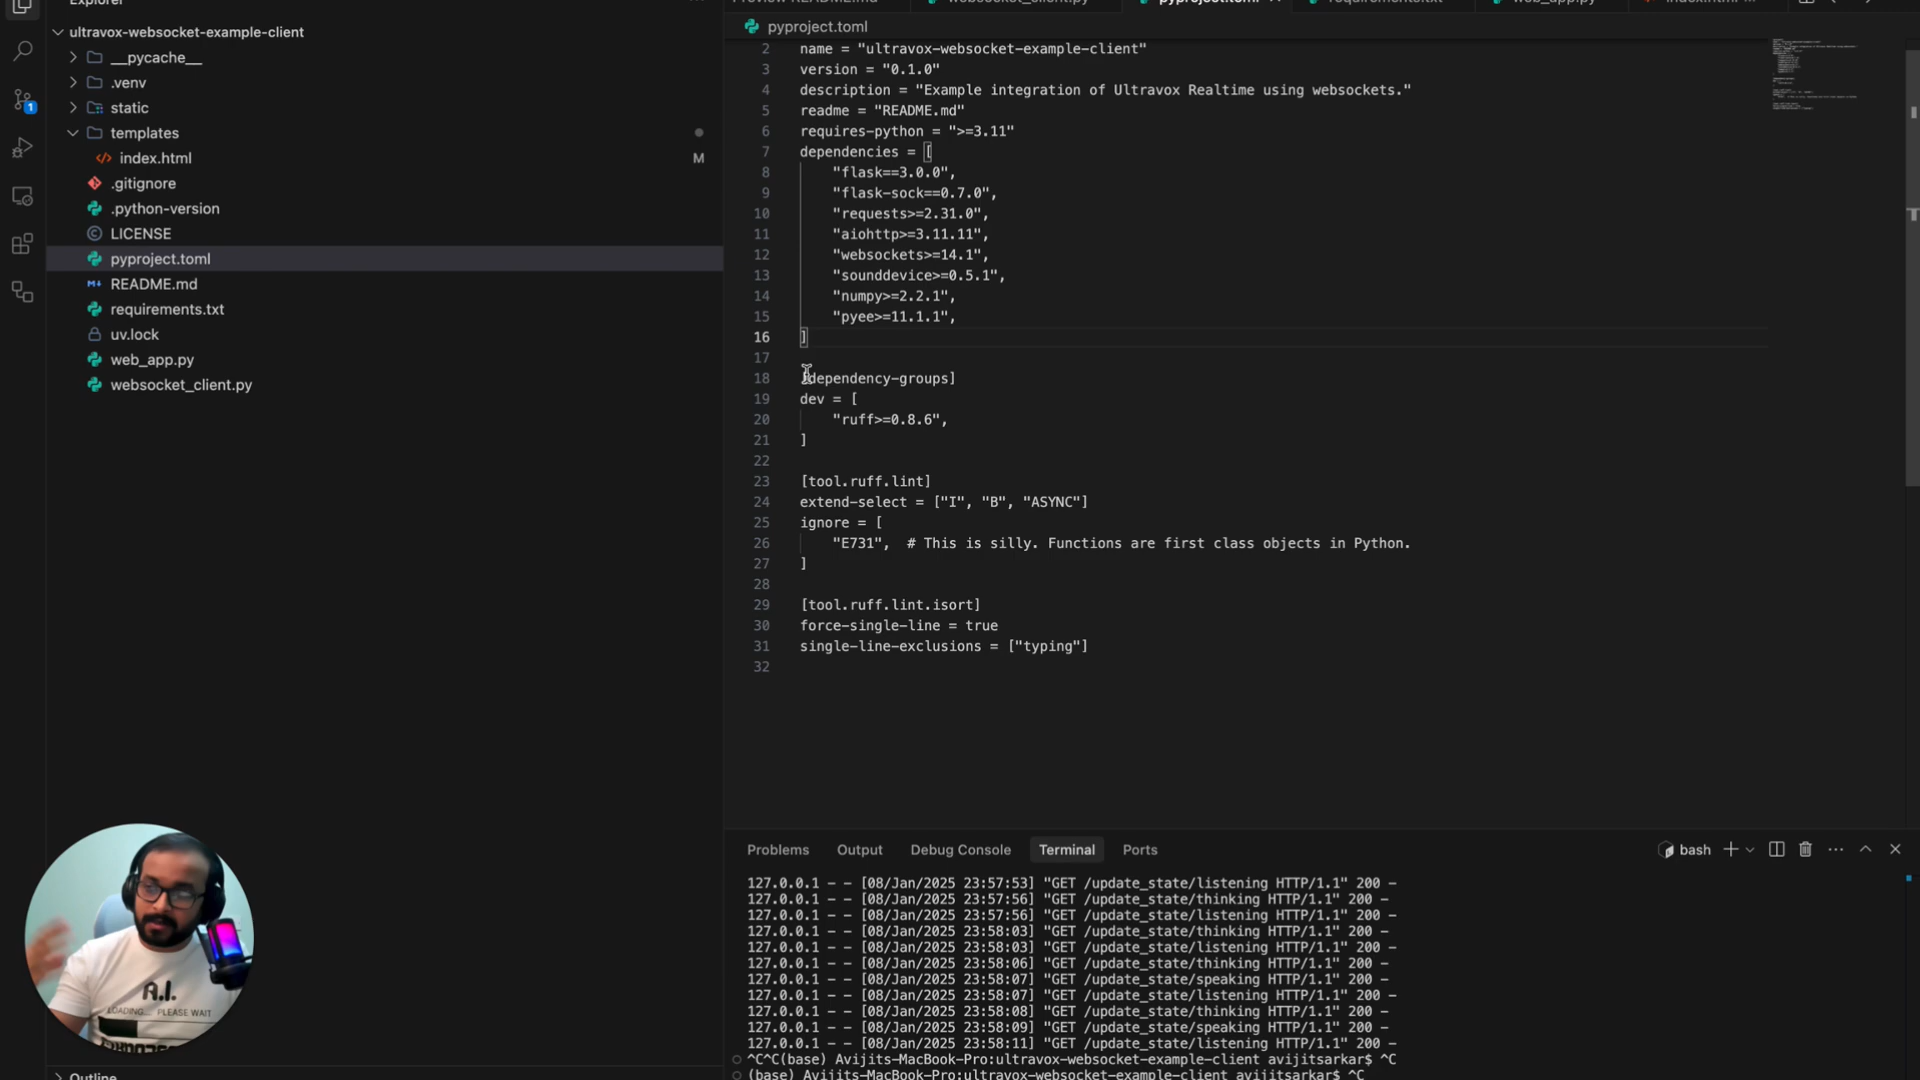 Explorer
Preview README.md
websocket_client.py
pyproject.toml
requirements.txt
web_app.py
index.html
ultravox-websocket-example-client
__pycache__
.venv
static
templates
index.html
M
.gitignore
.python-version
LICENSE
pyproject.toml
README.md
requirements.txt
uv.lock
web_app.py
websocket_client.py
Outline
1
pyproject.toml
2 name = "ultravox-websocket-example-client"
3 version = "0.1.0"
4 description = "Example integration of Ultravox Realtime using websockets."
5 readme = "README.md"
6 requires-python = ">=3.11"
7 dependencies = [
8 "flask==3.0.0",
9 "flask-sock==0.7.0",
10 "requests>=2.31.0",
11 "aiohttp>=3.11.11",
12 "websockets>=14.1",
13 "sounddevice>=0.5.1",
14 "numpy>=2.2.1",
15 "pyee>=11.1.1",
16 ]
17
18 [dependency-groups]
19 dev = [
20 "ruff>=0.8.6",
21 ]
22
23 [tool.ruff.lint]
24 extend-select = ["I", "B", "ASYNC"]
25 ignore = [
26 "E731", # This is silly. Functions are first class objects in Python.
27 ]
28
29 [tool.ruff.lint.isort]
30 force-single-line = true
31 single-line-exclusions = ["typing"]
32
Problems Output Debug Console Terminal Ports
bash
127.0.0.1 - - [08/Jan/2025 23:57:53] "GET /update_state/listening HTTP/1.1" 200 -
127.0.0.1 - - [08/Jan/2025 23:57:56] "GET /update_state/thinking HTTP/1.1" 200 -
127.0.0.1 - - [08/Jan/2025 23:57:56] "GET /update_state/listening HTTP/1.1" 200 -
127.0.0.1 - - [08/Jan/2025 23:58:03] "GET /update_state/thinking HTTP/1.1" 200 -
127.0.0.1 - - [08/Jan/2025 23:58:03] "GET /update_state/listening HTTP/1.1" 200 -
127.0.0.1 - - [08/Jan/2025 23:58:06] "GET /update_state/thinking HTTP/1.1" 200 -
127.0.0.1 - - [08/Jan/2025 23:58:07] "GET /update_state/speaking HTTP/1.1" 200 -
127.0.0.1 - - [08/Jan/2025 23:58:07] "GET /update_state/listening HTTP/1.1" 200 -
127.0.0.1 - - [08/Jan/2025 23:58:08] "GET /update_state/thinking HTTP/1.1" 200 -
127.0.0.1 - - [08/Jan/2025 23:58:09] "GET /update_state/speaking HTTP/1.1" 200 -
127.0.0.1 - - [08/Jan/2025 23:58:11] "GET /update_state/listening HTTP/1.1" 200 -
^C^C(base) Avijits-MacBook-Pro:ultravox-websocket-example-client avijitsarkar$ ^C
(base) Avijits-MacBook-Pro:ultravox-websocket-example-client avijitsarkar$ ^C
A.I.
LOADING... PLEASE WAIT